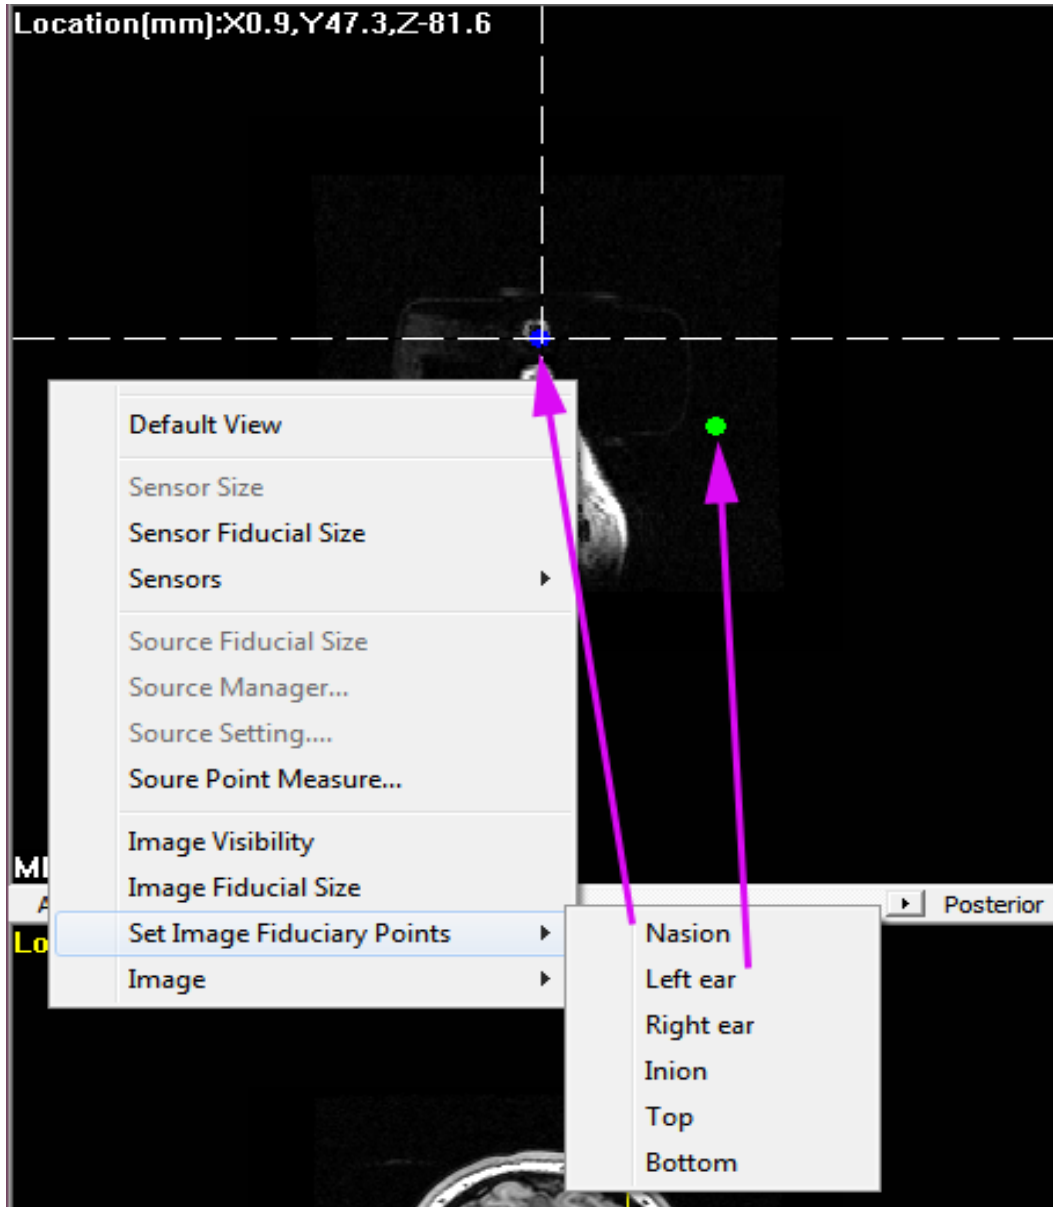 Location(mm):X0.9,Y47.3,Z-81.6
Default View
Sensor Size
Sensor Fiducial Size
Sensors
Source Fiducial Size
Source Manager...
Source Setting....
Soure Point Measure...
Image Visibility
Image Fiducial Size
Posterior
Set Image Fiduciary Points
Image
Nasion
Left ear
Right ear
Inion
Top
Bottom